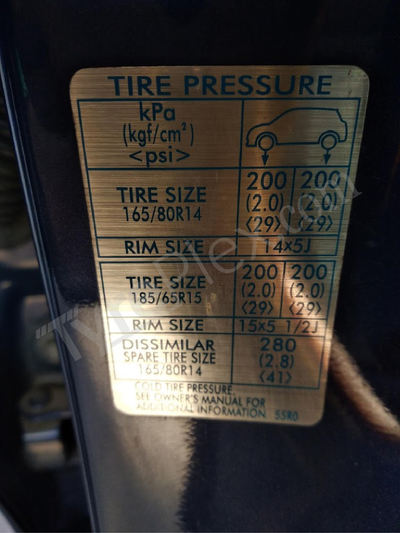 TIRE PRESSURE
kPa
(kgf/cm²)
<psi>
TIRE SIZE
165/80R14
200 200
(2.0) (2.0)
<29> <29>
RIM SIZE 14×5J
TIRE SIZE
185/65R15
200 200
(2.0) (2.0)
<29> <29>
RIM SIZE 15×5 1/2J
DISSIMILAR
SPARE TIRE SIZE
165/80R14
280
(2.8)
<41>
COLD TIRE PRESSURE.
SEE OWNER'S MANUAL FOR
ADDITIONAL INFORMATION 55R0